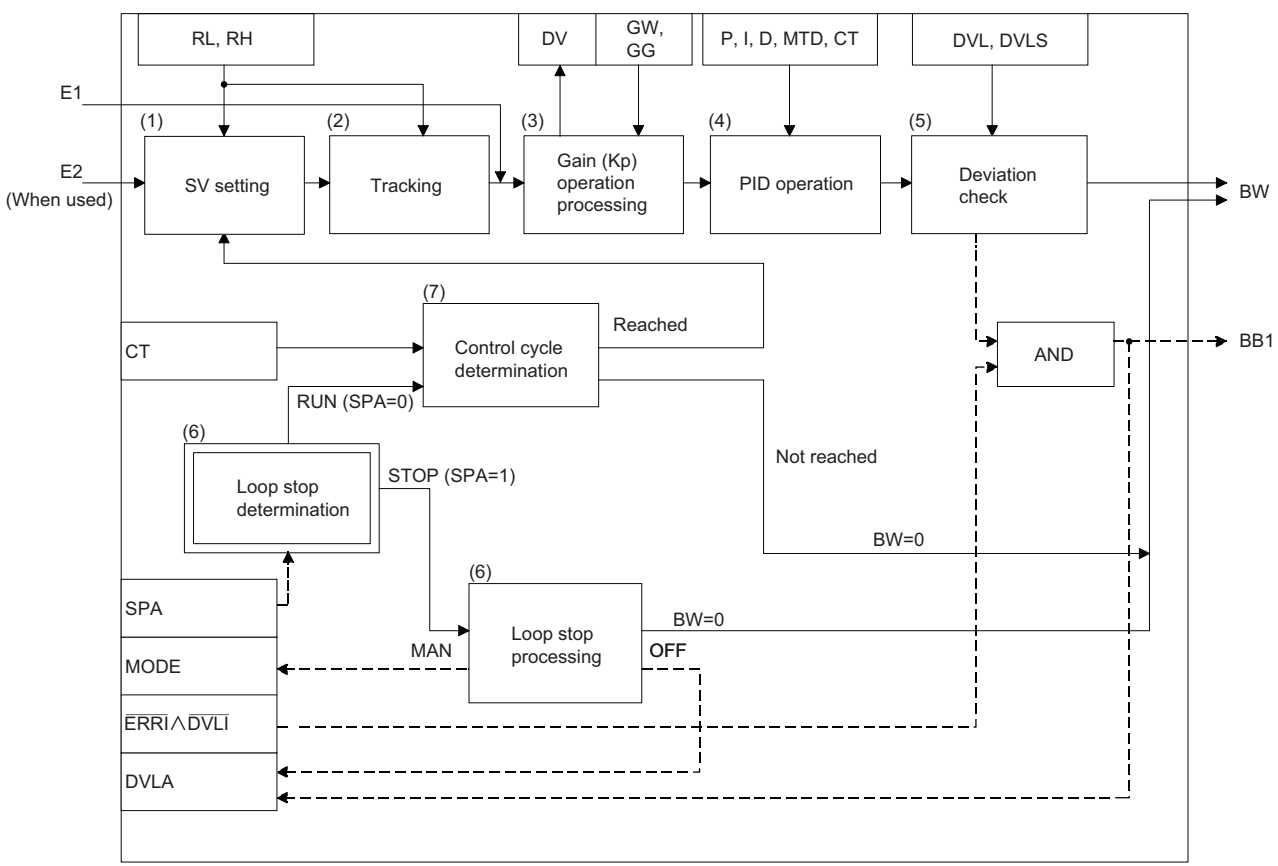 RL, RH
DV
GW,
GG
P, I, D, MTD, CT
DVL, DVLS
E1
(1)
(2)
(3)
(4)
(5)
E2
(When used)
SV setting
Tracking
Gain (Kp)
operation
processing
PID operation
Deviation
check
BW
(7)
CT
Control cycle
determination
Reached
AND
BB1
RUN (SPA=0)
(6)
Loop stop
determination
STOP (SPA=1)
Not reached
BW=0
(6)
SPA
Loop stop
processing
BW=0
MAN
OFF
MODE
E̅R̅R̅I̅∧D̅V̅L̅I̅
DVLA